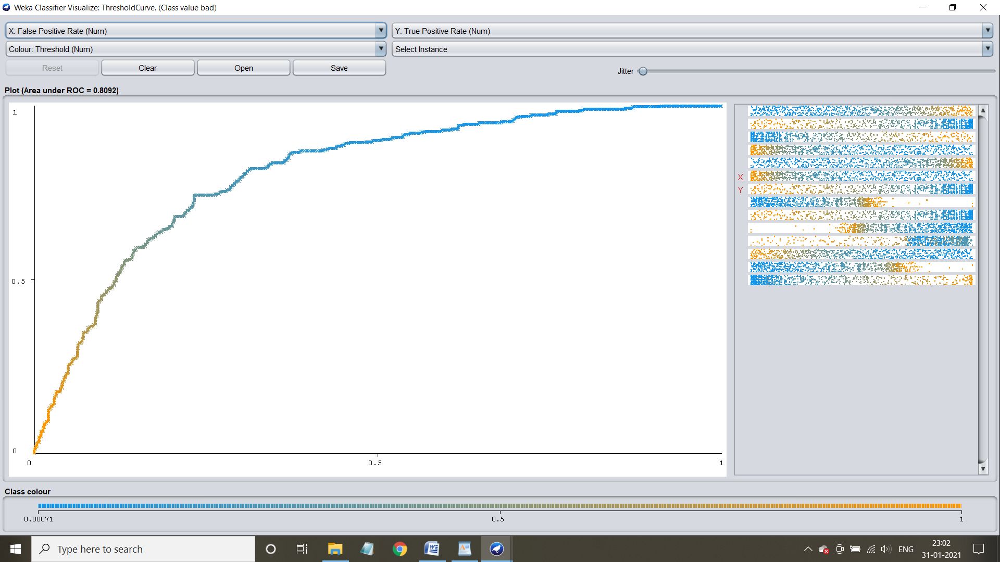 Weka Classifier Visualize: ThresholdCurve. (Class value bad)
X: False Positive Rate (Num)
Y: True Positive Rate (Num)
Colour: Threshold (Num)
Select Instance
Reset
Clear
Open
Save
Jitter
Plot (Area under ROC = 0.8092)
1
0.5
0
0
0.5
1
X
Y
Class colour
0.00071
0.5
1
Type here to search
ENG
23:02
31-01-2021